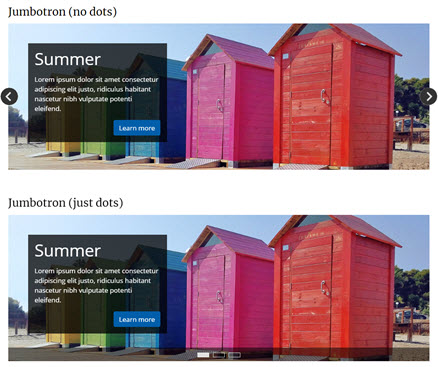 Jumbotron (no dots)
Summer
Lorem ipsum dolor sit amet consectetur
adipiscing elit justo, ridiculus habitant
nascetur nibh vulputate potenti
eleifend.
Learn more
Jumbotron (just dots)
Summer
Lorem ipsum dolor sit amet consectetur
adipiscing elit justo, ridiculus habitant
nascetur nibh vulputate potenti
eleifend.
Learn more